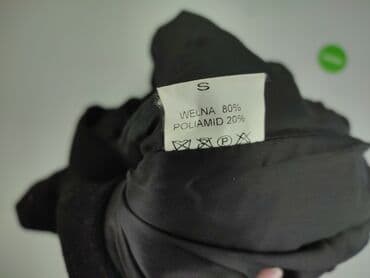 S
WEŁNA 80%
POLIAMID 20%
P